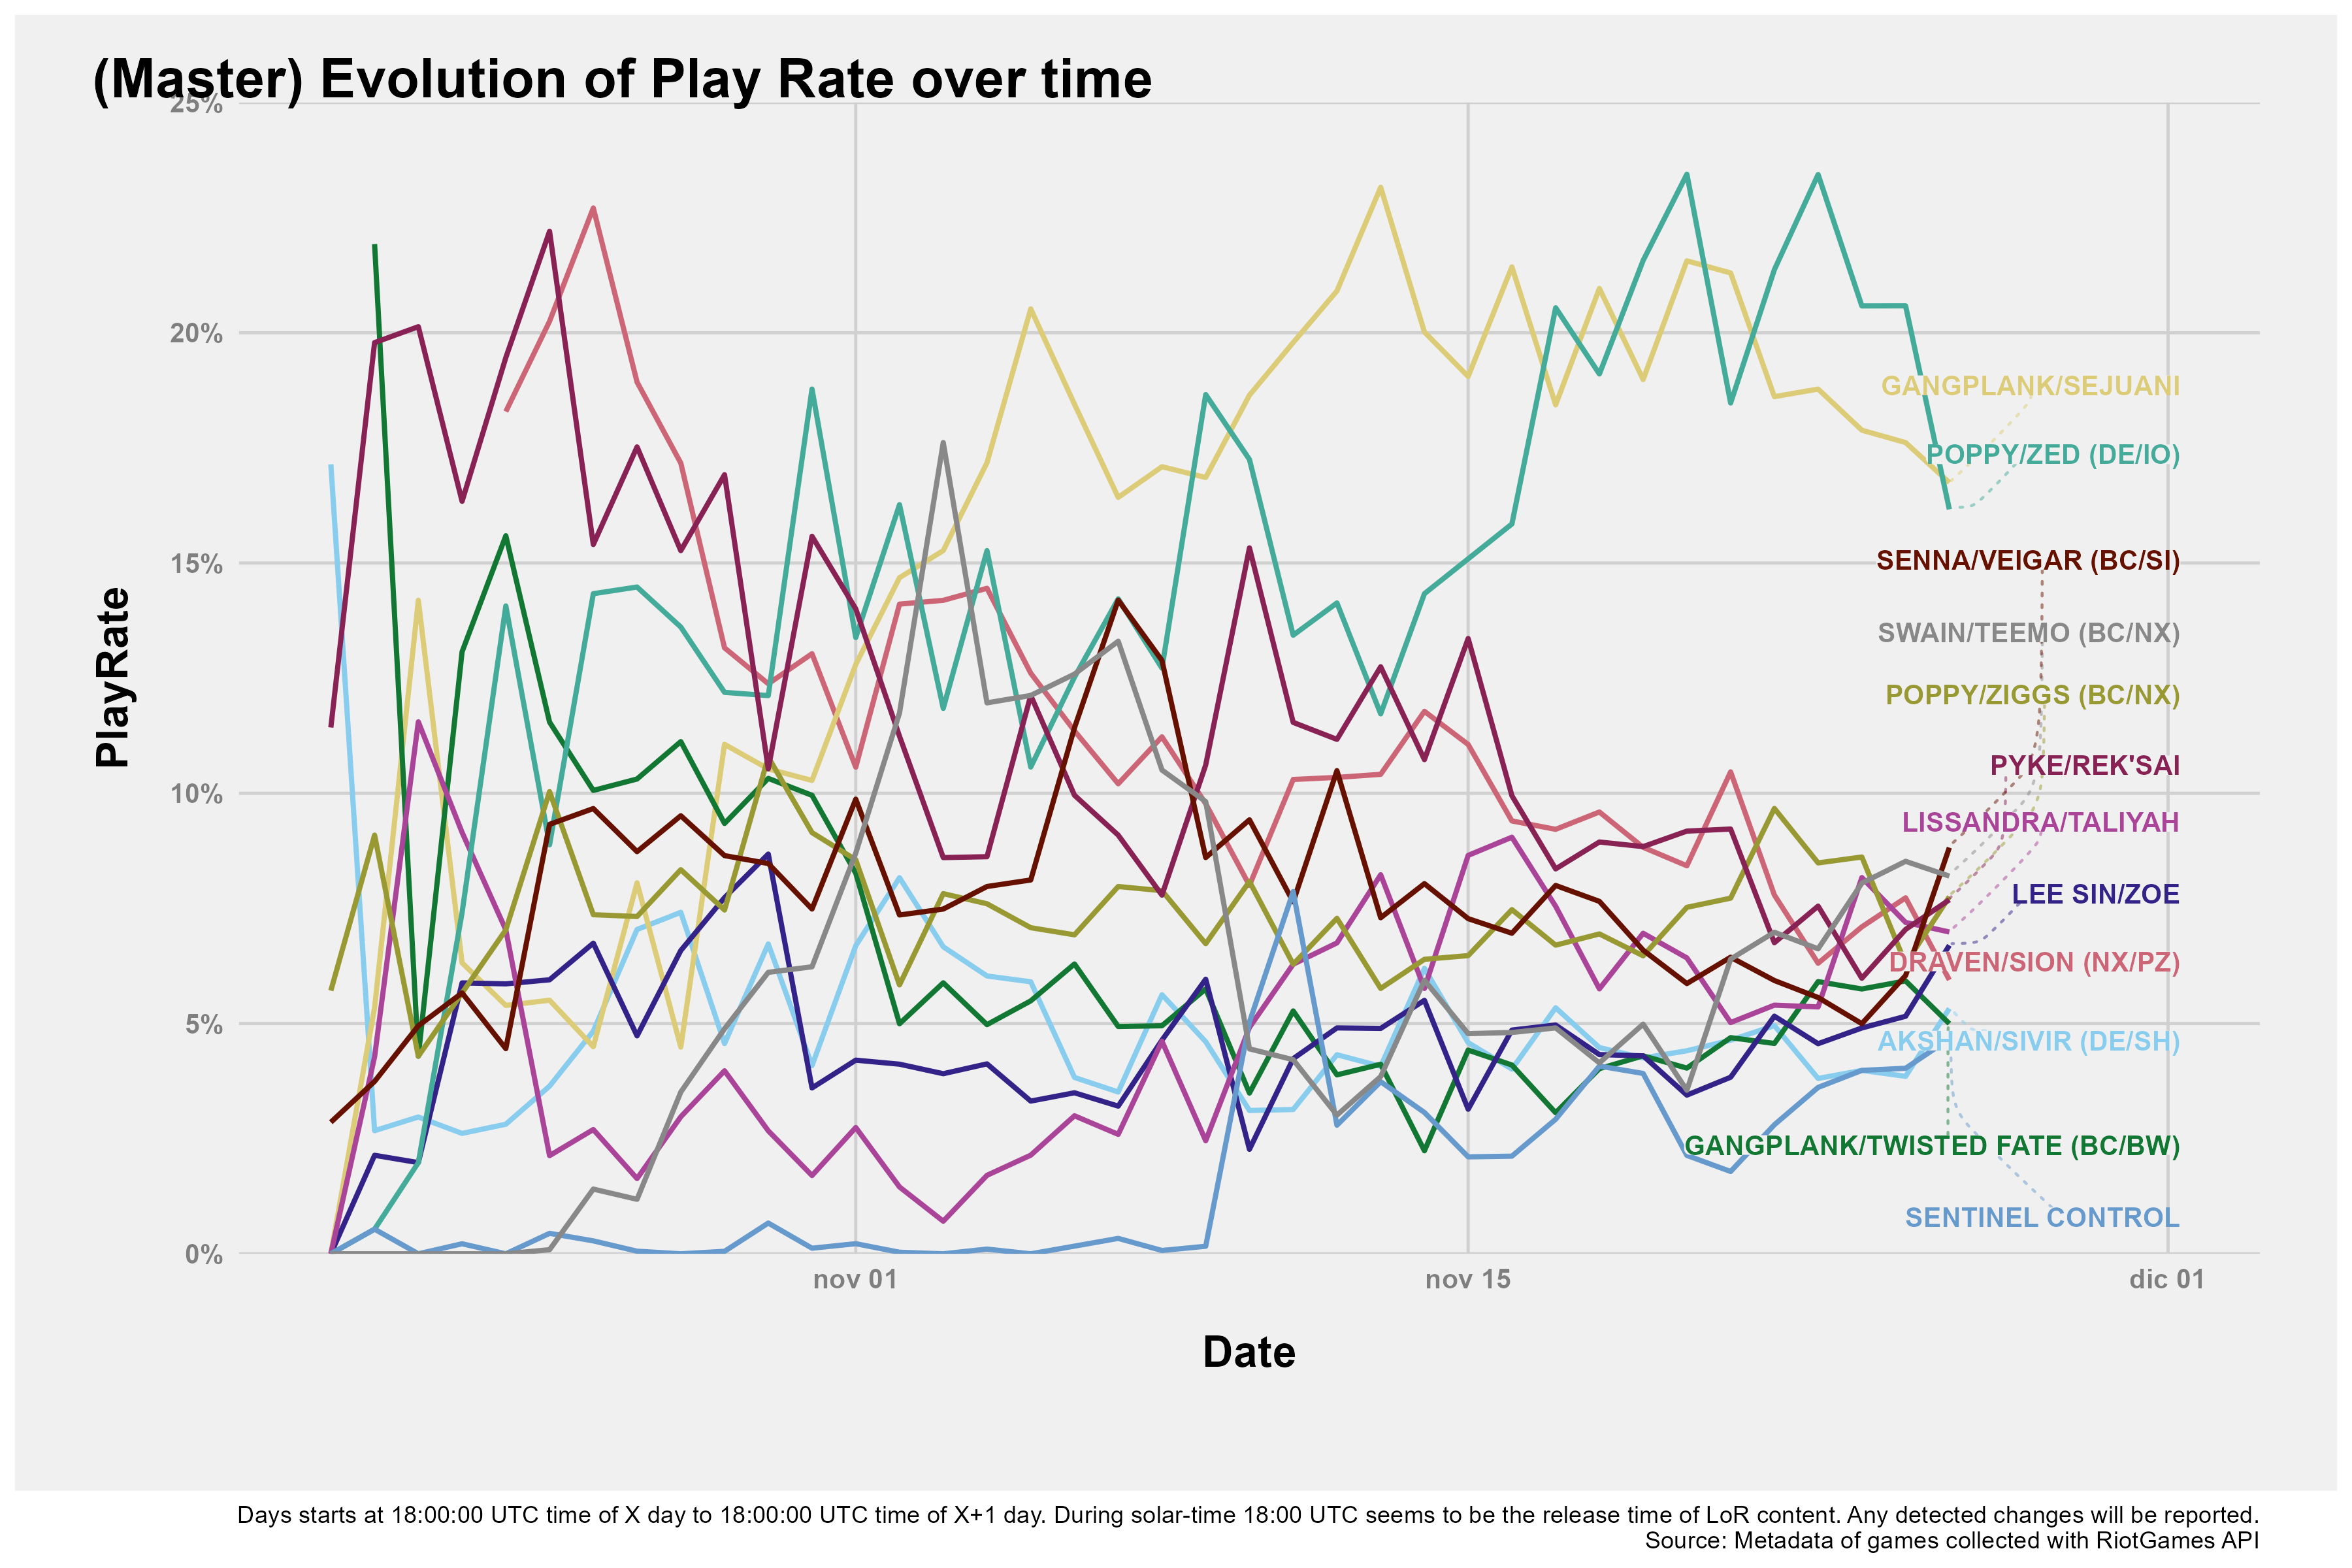 (Master) Evolution of Play Rate over time
25%
20%
15%
10%
5%
0%
PlayRate
GANGPLANK/SEJUANI
POPPY/ZED (DE/IO)
SENNA/VEIGAR (BC/SI)
SWAIN/TEEMO (BC/NX)
POPPY/ZIGGS (BC/NX)
PYKE/REK'SAI
LISSANDRA/TALIYAH
LEE SIN/ZOE
DRAVEN/SION (NX/PZ)
AKSHAN/SIVIR (DE/SH)
GANGPLANK/TWISTED FATE (BC/BW)
SENTINEL CONTROL
nov 01
nov 15
dic 01
Date
Days starts at 18:00:00 UTC time of X day to 18:00:00 UTC time of X+1 day. During solar-time 18:00 UTC seems to be the release time of LoR content. Any detected changes will be reported.
Source: Metadata of games collected with RiotGames API